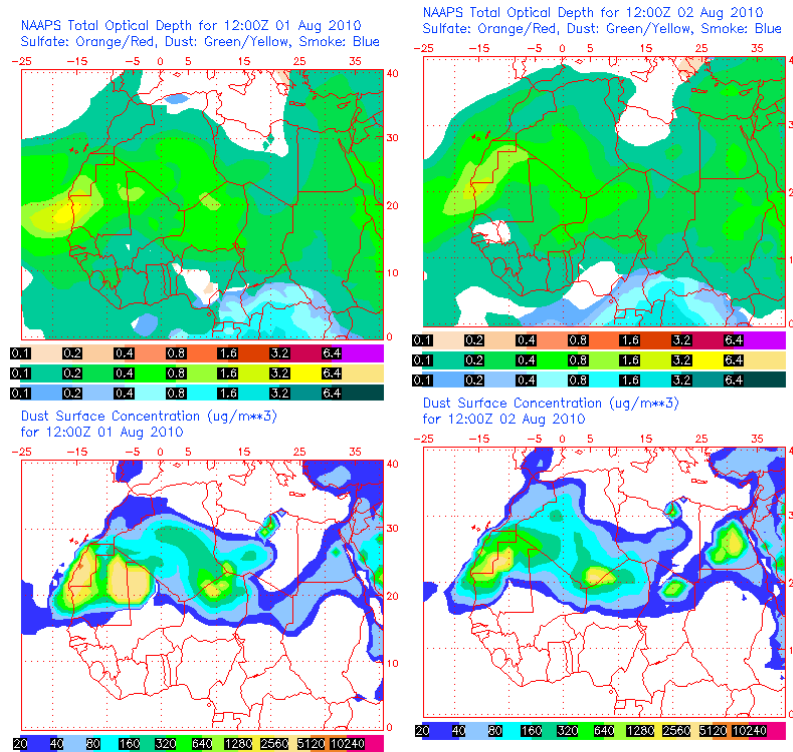 NAAPS Total Optical Depth for 12:00Z 01 Aug 2010
Sulfate: Orange/Red, Dust: Green/Yellow, Smoke: Blue
-25 -15 -5 0 5 15 25 35
40
30
20
10
0
0.1 0.2 0.4 0.8 1.6 3.2 6.4
0.1 0.2 0.4 0.8 1.6 3.2 6.4
0.1 0.2 0.4 0.8 1.6 3.2 6.4
NAAPS Total Optical Depth for 12:00Z 02 Aug 2010
Sulfate: Orange/Red, Dust: Green/Yellow, Smoke: Blue
-25 -15 -5 0 5 15 25 35
40
30
20
10
0
0.1 0.2 0.4 0.8 1.6 3.2 6.4
0.1 0.2 0.4 0.8 1.6 3.2 6.4
0.1 0.2 0.4 0.8 1.6 3.2 6.4
Dust Surface Concentration (ug/m**3)
for 12:00Z 01 Aug 2010
-25 -15 -5 0 5 15 25 35
40
30
20
10
0
20 40 80 160 320 640 1280 2560 5120 10240
Dust Surface Concentration (ug/m**3)
for 12:00Z 02 Aug 2010
-25 -15 -5 0 5 15 25 35
40
30
20
10
0
20 40 80 160 320 640 1280 2560 5120 10240